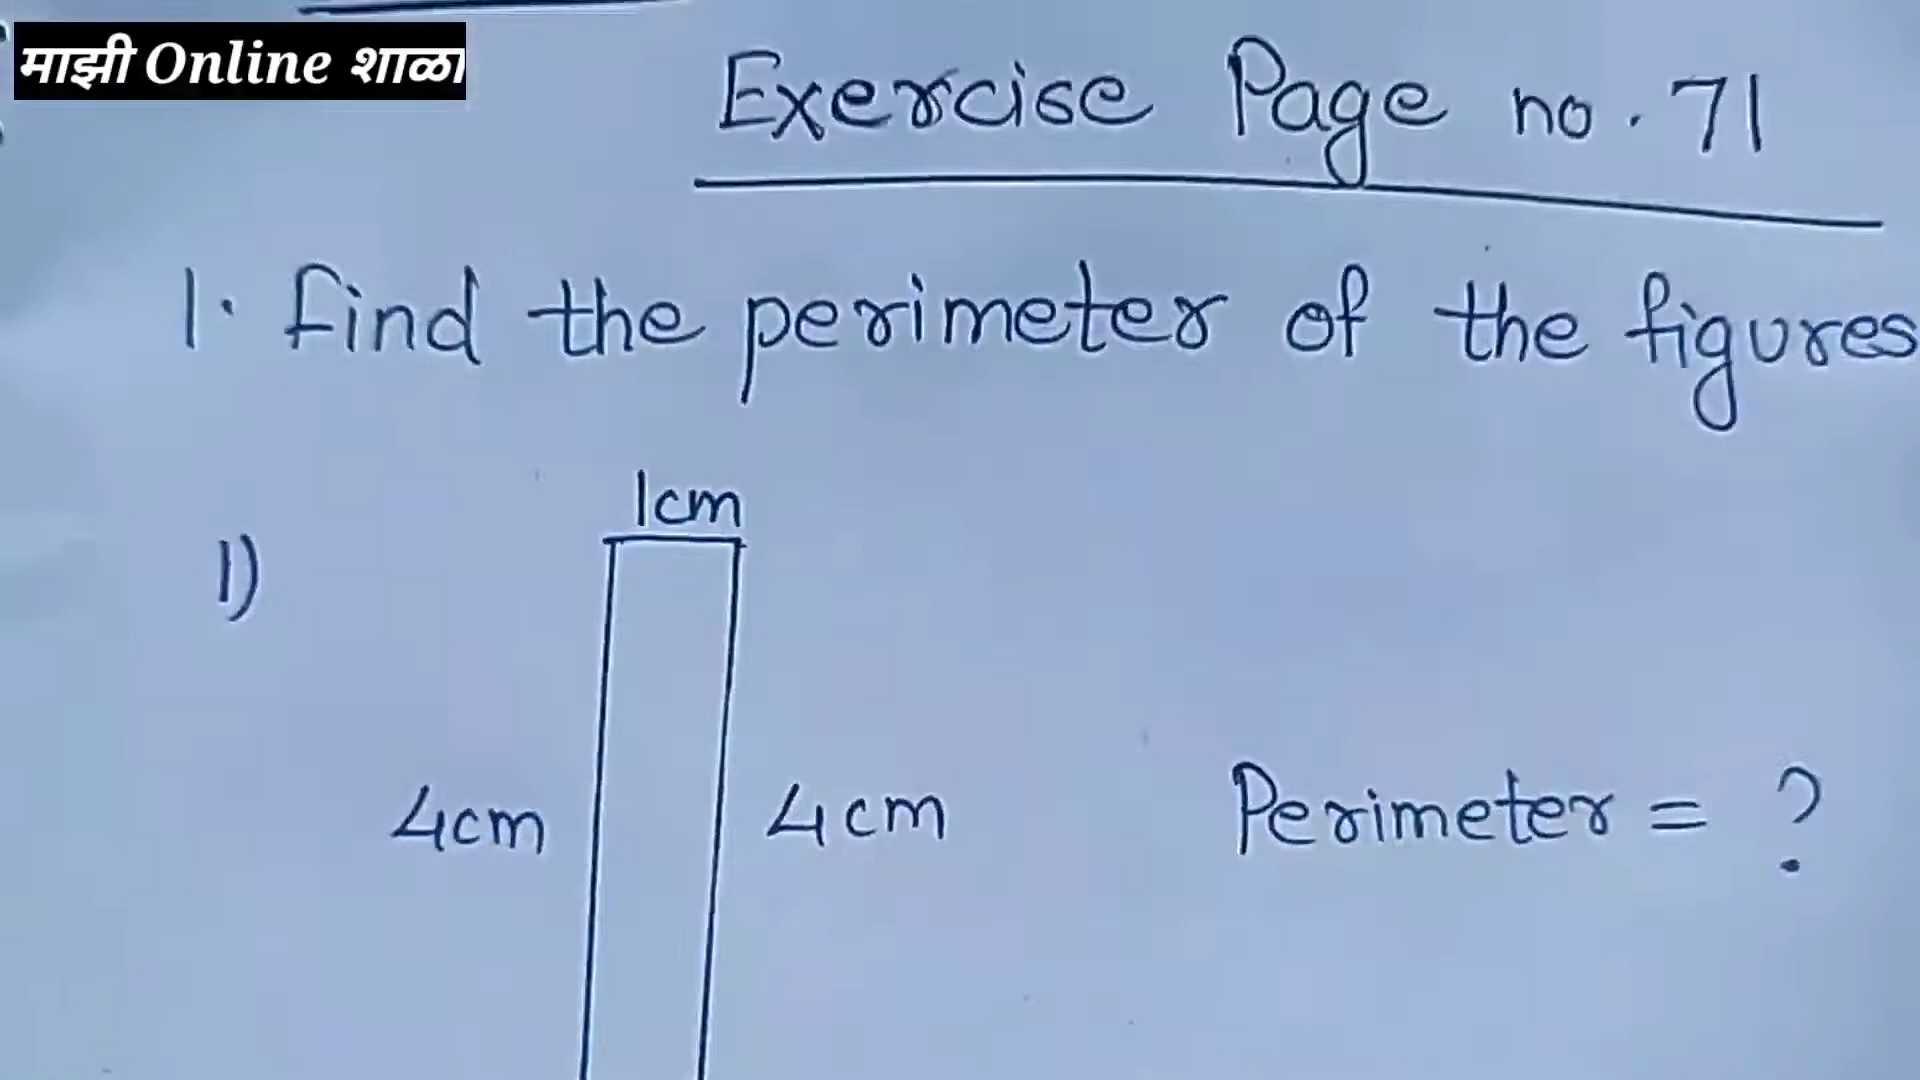 माझी Online शाळा
Exercise Page no. 71
1. find the perimeter of the figures
1cm
1)
4cm 4cm Perimeter = ?